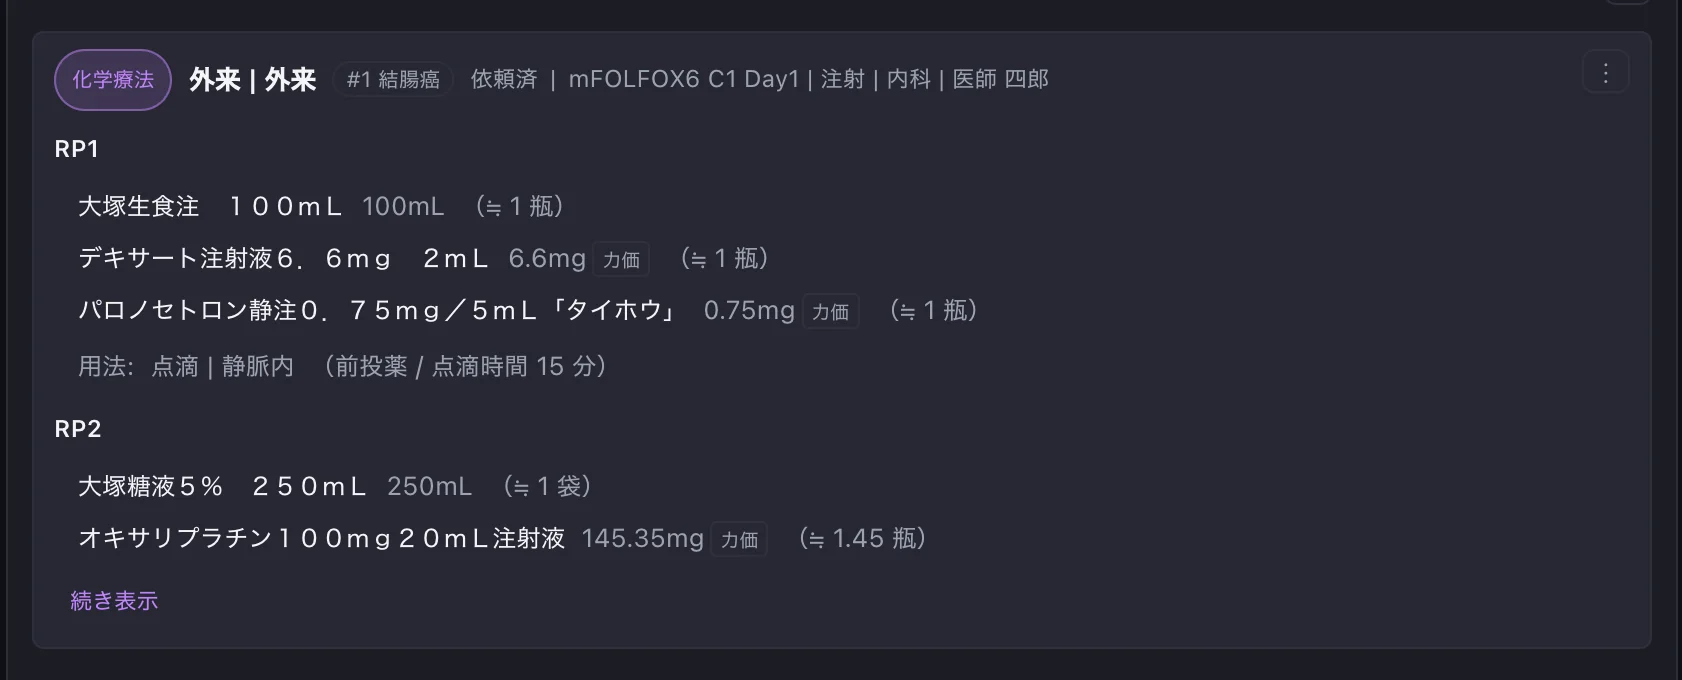 化学療法 外来 | 外来 #1 結腸癌 依頼済 | mFOLFOX6 C1 Day1 | 注射 | 内科 | 医師 四郎
RP1
大塚生食注　１００ｍＬ 100mL （≒ 1 瓶）
デキサート注射液６．６ｍｇ　２ｍＬ 6.6mg 力価 （≒ 1 瓶）
パロノセトロン静注０．７５ｍｇ／５ｍＬ「タイホウ」 0.75mg 力価 （≒ 1 瓶）
用法: 点滴 | 静脈内 （前投薬 / 点滴時間 15 分）
RP2
大塚糖液５％　２５０ｍＬ 250mL （≒ 1 袋）
オキサリプラチン１００ｍｇ２０ｍＬ注射液 145.35mg 力価 （≒ 1.45 瓶）
続き表示